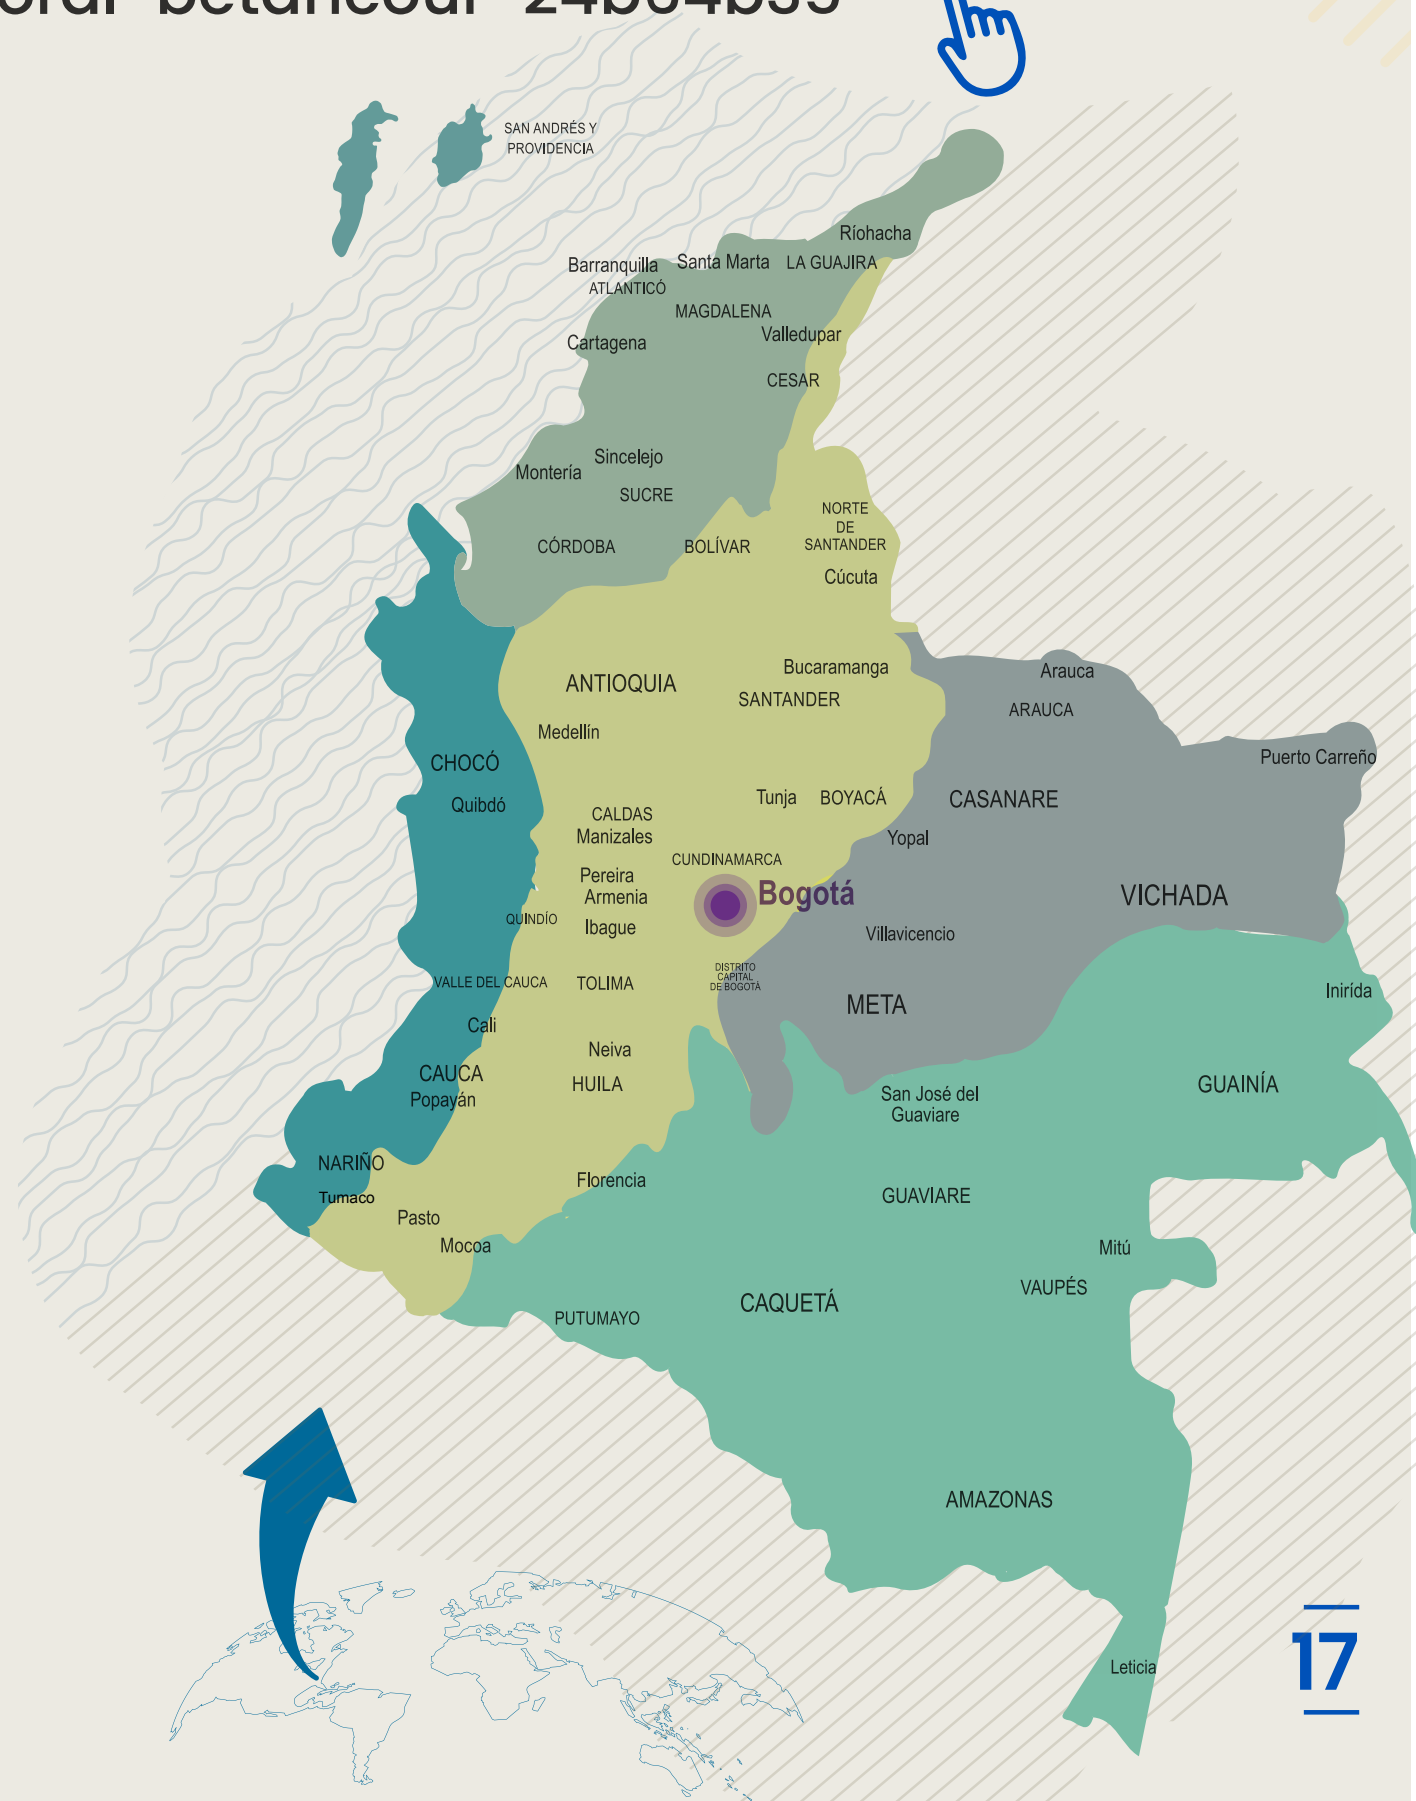 SAN ANDRÉS Y
PROVIDENCIA
Ríohacha
Barranquilla
Santa Marta
LA GUAJIRA
ATLANTICÓ
MAGDALENA
Valledupar
Cartagena
CESAR
Sincelejo
Montería
SUCRE
NORTE
DE
SANTANDER
CÓRDOBA
BOLÍVAR
Cúcuta
Bucaramanga
Arauca
ANTIOQUIA
SANTANDER
ARAUCA
Medellín
CHOCÓ
Puerto Carreño
Quibdó
Tunja
BOYACÁ
CASANARE
CALDAS
Manizales
Yopal
CUNDINAMARCA
Pereira
Bogotá
Armenia
VICHADA
QUINDÍO
Ibague
Villavicencio
DISTRITO
CAPITAL
DE BOGOTÁ
VALLE DEL CAUCA
TOLIMA
Inirída
META
Cali
Neiva
CAUCA
HUILA
GUAINÍA
Popayán
San José del
Guaviare
NARIÑO
Florencia
Tumaco
GUAVIARE
Pasto
Mocoa
Mitú
VAUPÉS
CAQUETÁ
PUTUMAYO
AMAZONAS
17
Leticia